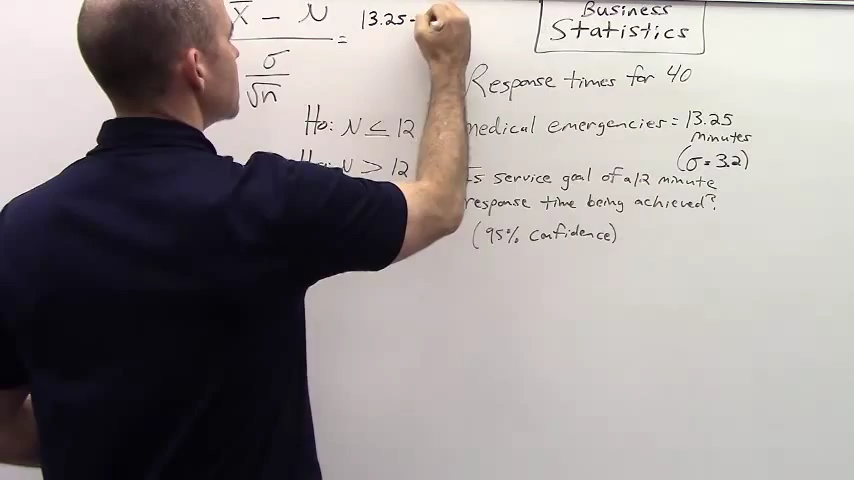 Business
Statistics
X̄ - μ
σ
√n
=
13.25-
Response times for 40
medical emergencies = 13.25
minutes
(σ = 3.2)
Ho: μ ≤ 12
μ > 12
service goal of a 12 minute
response time being achieved?
(95% confidence)